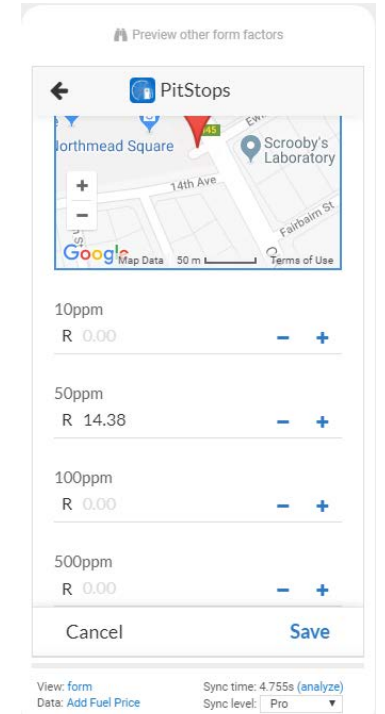 Preview other form factors
PitStops
Northmead Square
Scrooby's
Laboratory
14th Ave
Fairbairn St
+
−
Google
Map Data 50 m Terms of Use
10ppm
R 0.00 − +
50ppm
R 14.38 − +
100ppm
R 0.00 − +
500ppm
R 0.00 − +
Cancel Save
View: form Sync time: 4.755s (analyze)
Data: Add Fuel Price Sync level: Pro